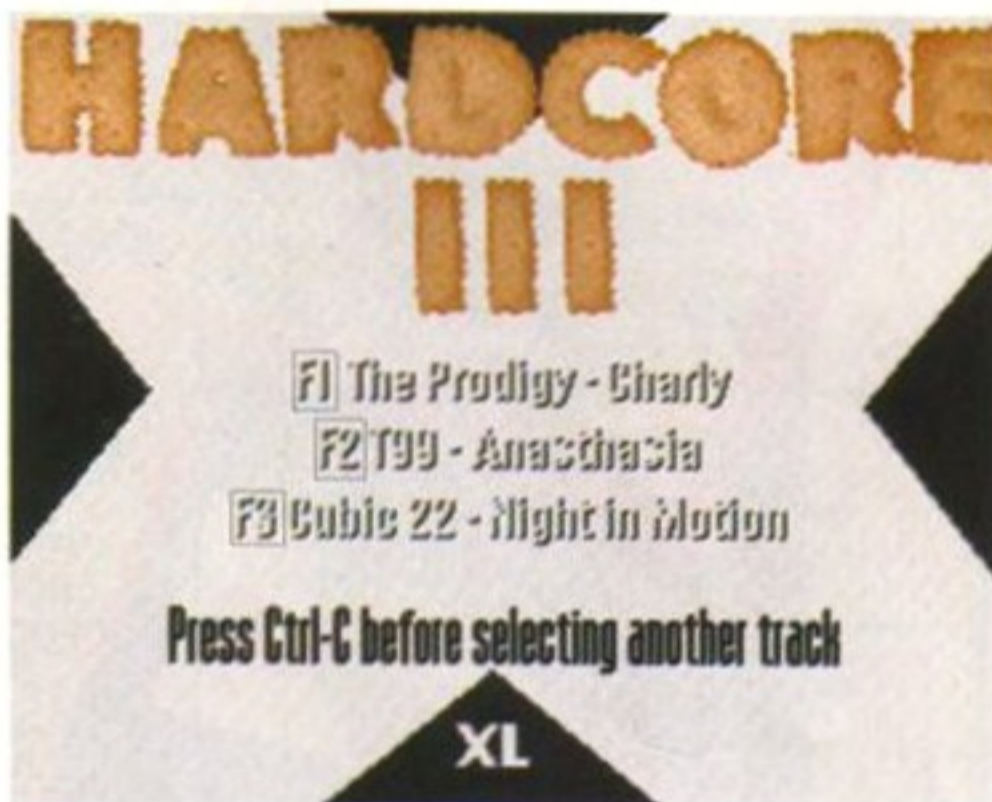 HARDCORE
III
F1 The Prodigy - Charly
F2 T99 - Anasthasia
F3 Cubic 22 - Night in Motion
Press Ctrl-C before selecting another track
XL